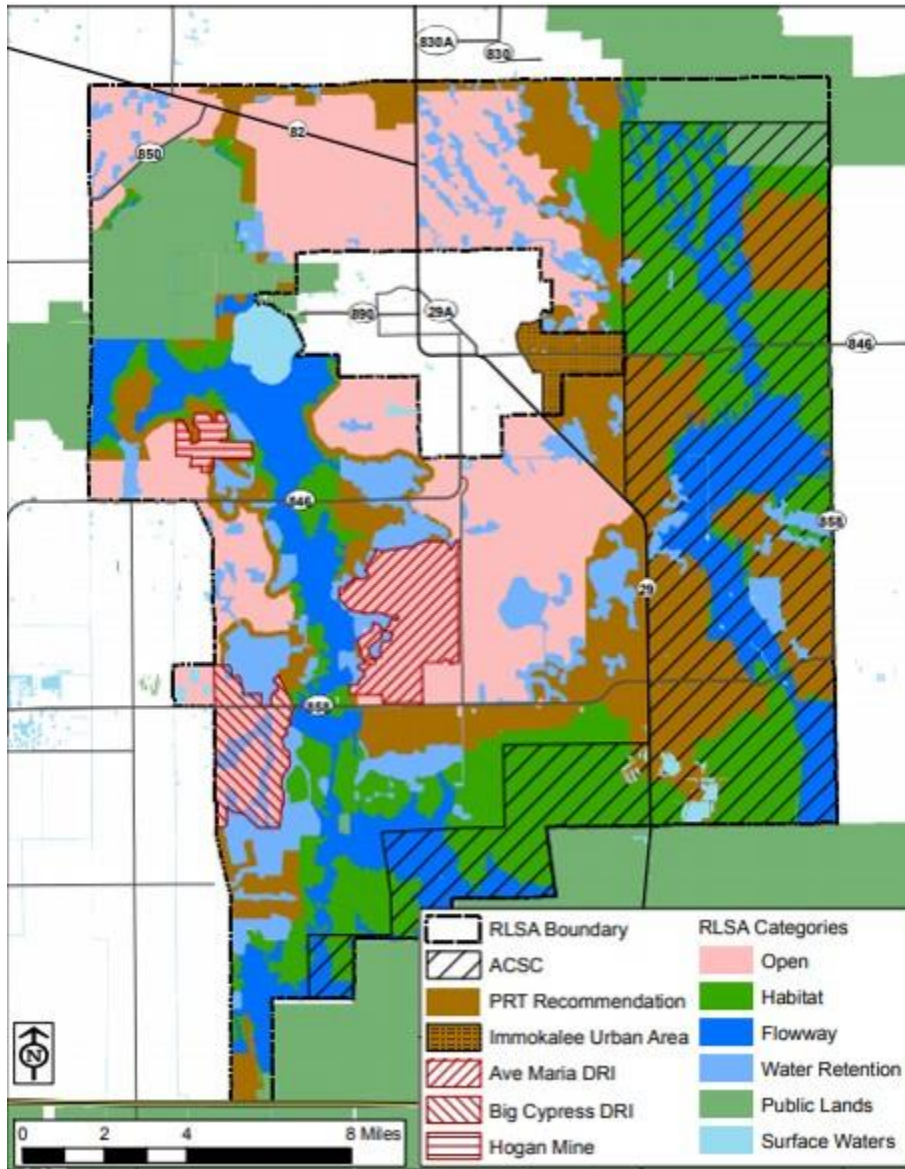 830A
830
82
850
890
29A
846
846
858
29
858
N
RLSA Boundary
ACSC
PRT Recommendation
Immokalee Urban Area
Ave Maria DRI
Big Cypress DRI
Hogan Mine
RLSA Categories
Open
Habitat
Flowway
Water Retention
Public Lands
Surface Waters
0 2 4 8 Miles